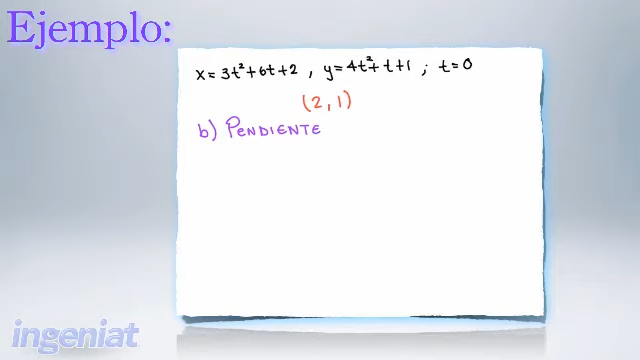 Ejemplo:
x=3t²+6t+2 , y=4t²+t+1 ; t=0
(2,1)
b) PENDIENTE
ingeniat